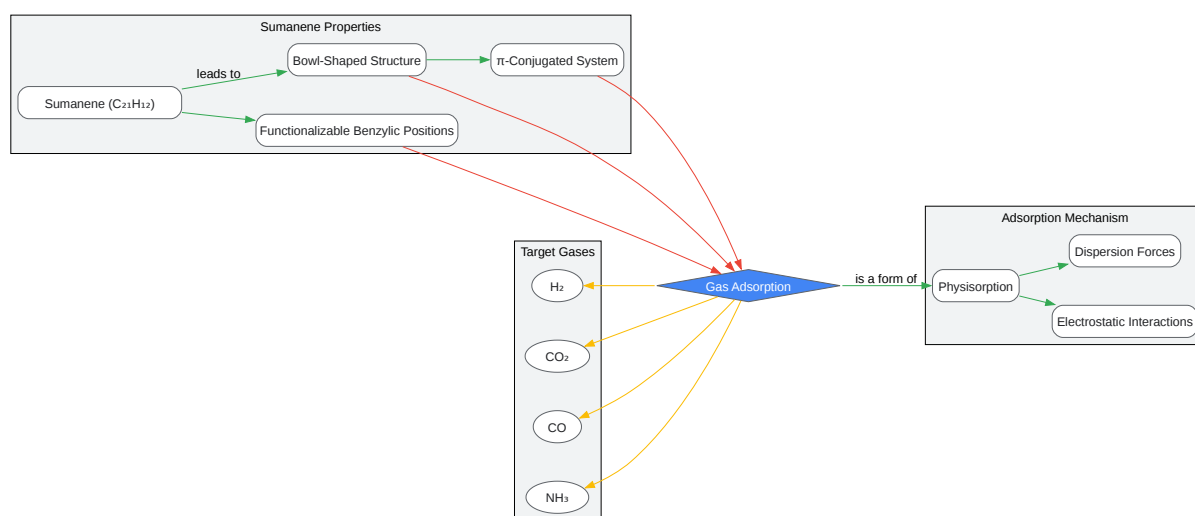 Sumanene Properties
Bowl-Shaped Structure
π-Conjugated System
leads to
Sumanene (C₂₁H₁₂)
Functionalizable Benzylic Positions
Adsorption Mechanism
Target Gases
Dispersion Forces
H₂
Gas Adsorption
is a form of
Physisorption
Electrostatic Interactions
CO₂
CO
NH₃